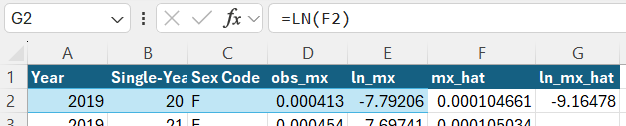 G2 fx =LN(F2)
A B C D E F G
1 Year Single-Yea Sex Code obs_mx ln_mx mx_hat ln_mx_hat
2 2019 20 F 0.000413 -7.79206 0.000104661 -9.16478
3 2019 21 F 0.000454 -7.69741 0.000105034